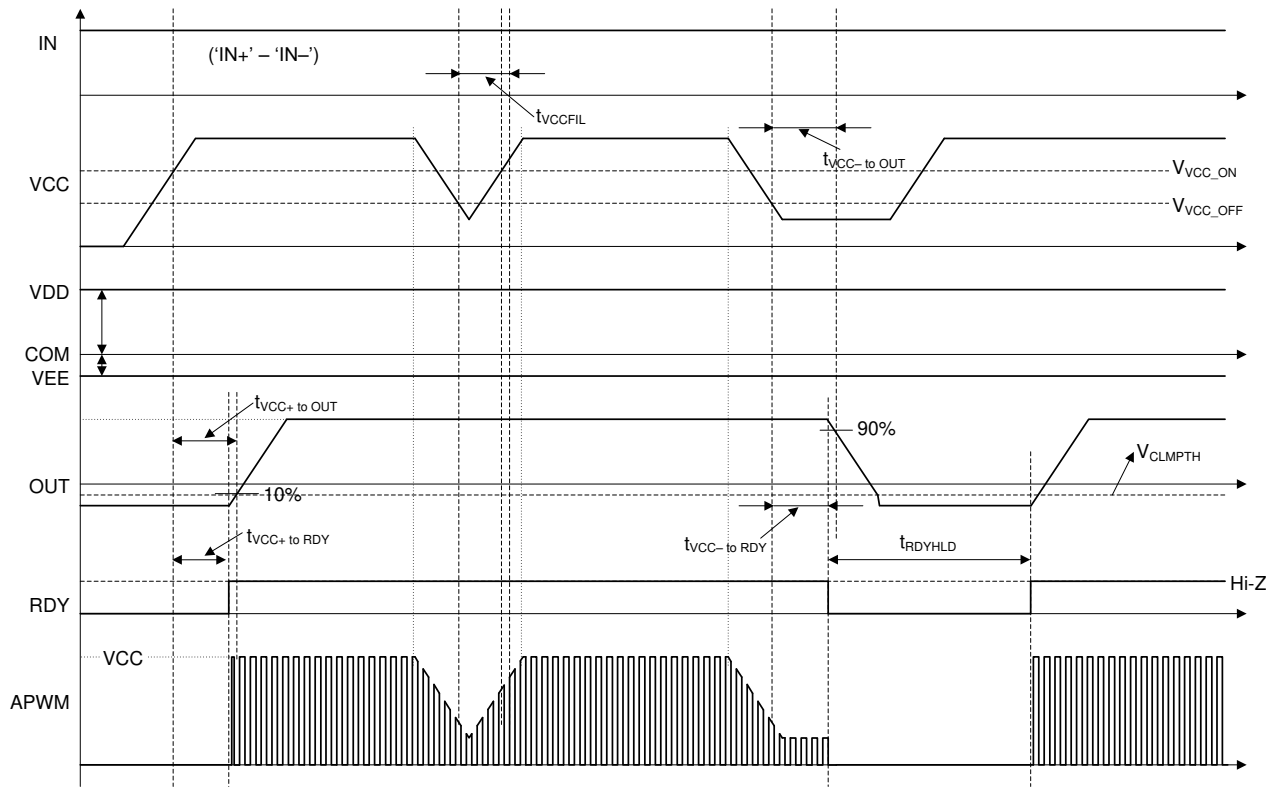 IN
(‘IN+’ – ‘IN–’)
tVCCFIL
tVCC– to OUT
VCC
VVCC_ON
VVCC_OFF
VDD
COM
VEE
tVCC+ to OUT
90%
VCLMPTH
OUT
10%
tVCC+ to RDY
tVCC– to RDY
tRDYHLD
Hi-Z
RDY
VCC
APWM